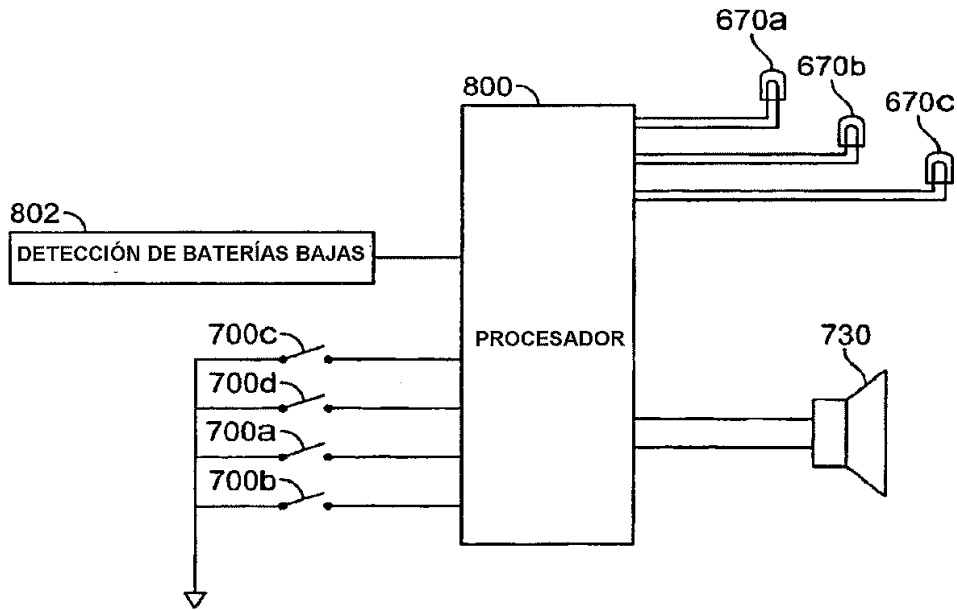 670a
670b
670c
800
802
DETECCIÓN DE BATERÍAS BAJAS
PROCESADOR
700c
700d
700a
700b
730